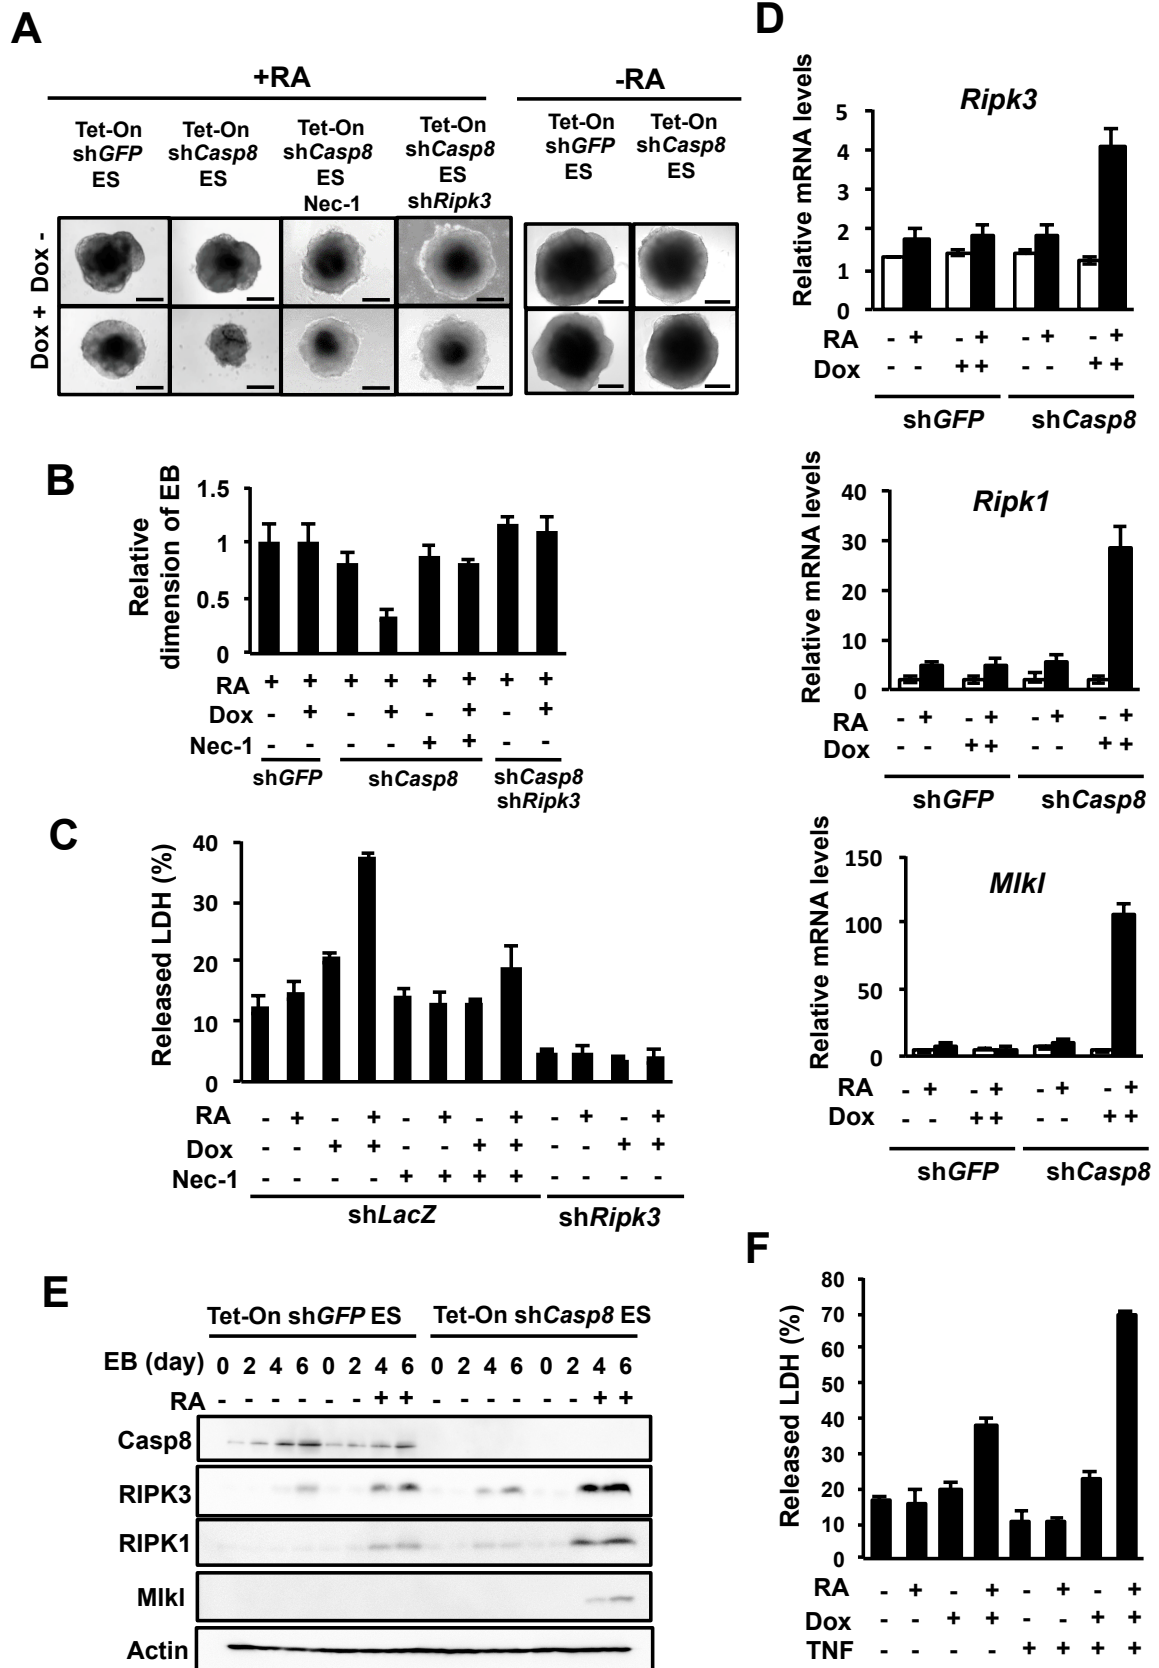 A
+RA
-RA
Tet-On
shGFP
ES
Tet-On
shCasp8
ES
Tet-On
shCasp8
ES
Nec-1
Tet-On
shCasp8
ES
shRipk3
Tet-On
shGFP
ES
Tet-On
shCasp8
ES
Dox -
Dox +
B
Relative
dimension of EB
1.5
1
0.5
0
RA + + + + + + + +
Dox - + - + - + - +
Nec-1 - - - - + + - -
shGFP shCasp8 shCasp8
shRipk3
C
Released LDH (%)
40
30
20
10
0
RA - + - + - + - + - + - +
Dox - - + + - - + + - - + +
Nec-1 - - - - + + + + - - - -
shLacZ shRipk3
D
Ripk3
Relative mRNA levels
5
4
3
2
1
0
RA - + - + - + - +
Dox - - + + - - + +
shGFP shCasp8
Ripk1
Relative mRNA levels
40
30
20
10
0
RA - + - + - + - +
Dox - - + + - - + +
shGFP shCasp8
Mlkl
Relative mRNA levels
150
100
50
0
RA - + - + - + - +
Dox - - + + - - + +
shGFP shCasp8
E
Tet-On shGFP ES Tet-On shCasp8 ES
EB (day) 0 2 4 6 0 2 4 6 0 2 4 6 0 2 4 6
RA - - - - - - + + - - - - - - + +
Casp8
RIPK3
RIPK1
Mlkl
Actin
F
Released LDH (%)
80
70
60
50
40
30
20
10
0
RA - + - + - + - +
Dox - - + + - - + +
TNF - - - - + + + +